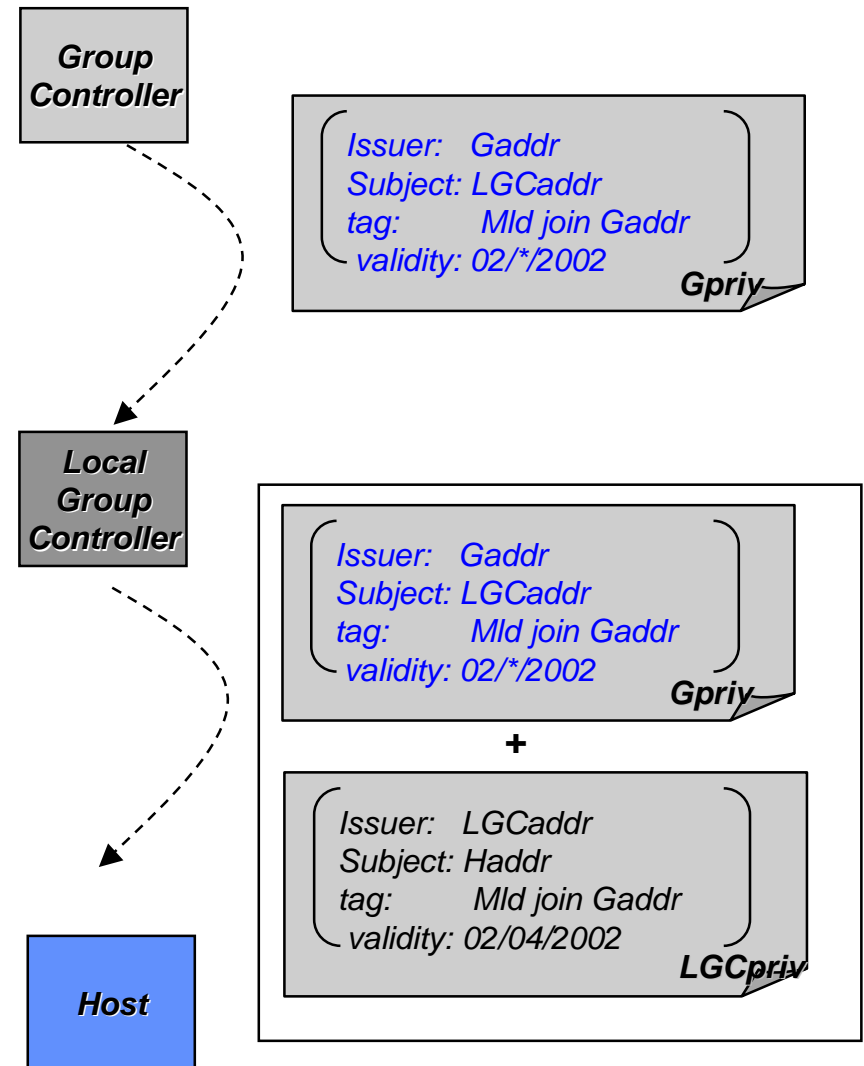 Group
Controller
Issuer: Gaddr
Subject: LGCaddr
tag: Mld join Gaddr
validity: 02/*/2002
Gpriv
Local
Group
Controller
Issuer: Gaddr
Subject: LGCaddr
tag: Mld join Gaddr
validity: 02/*/2002
Gpriv
+
Issuer: LGCaddr
Subject: Haddr
tag: Mld join Gaddr
validity: 02/04/2002
LGCpriv
Host